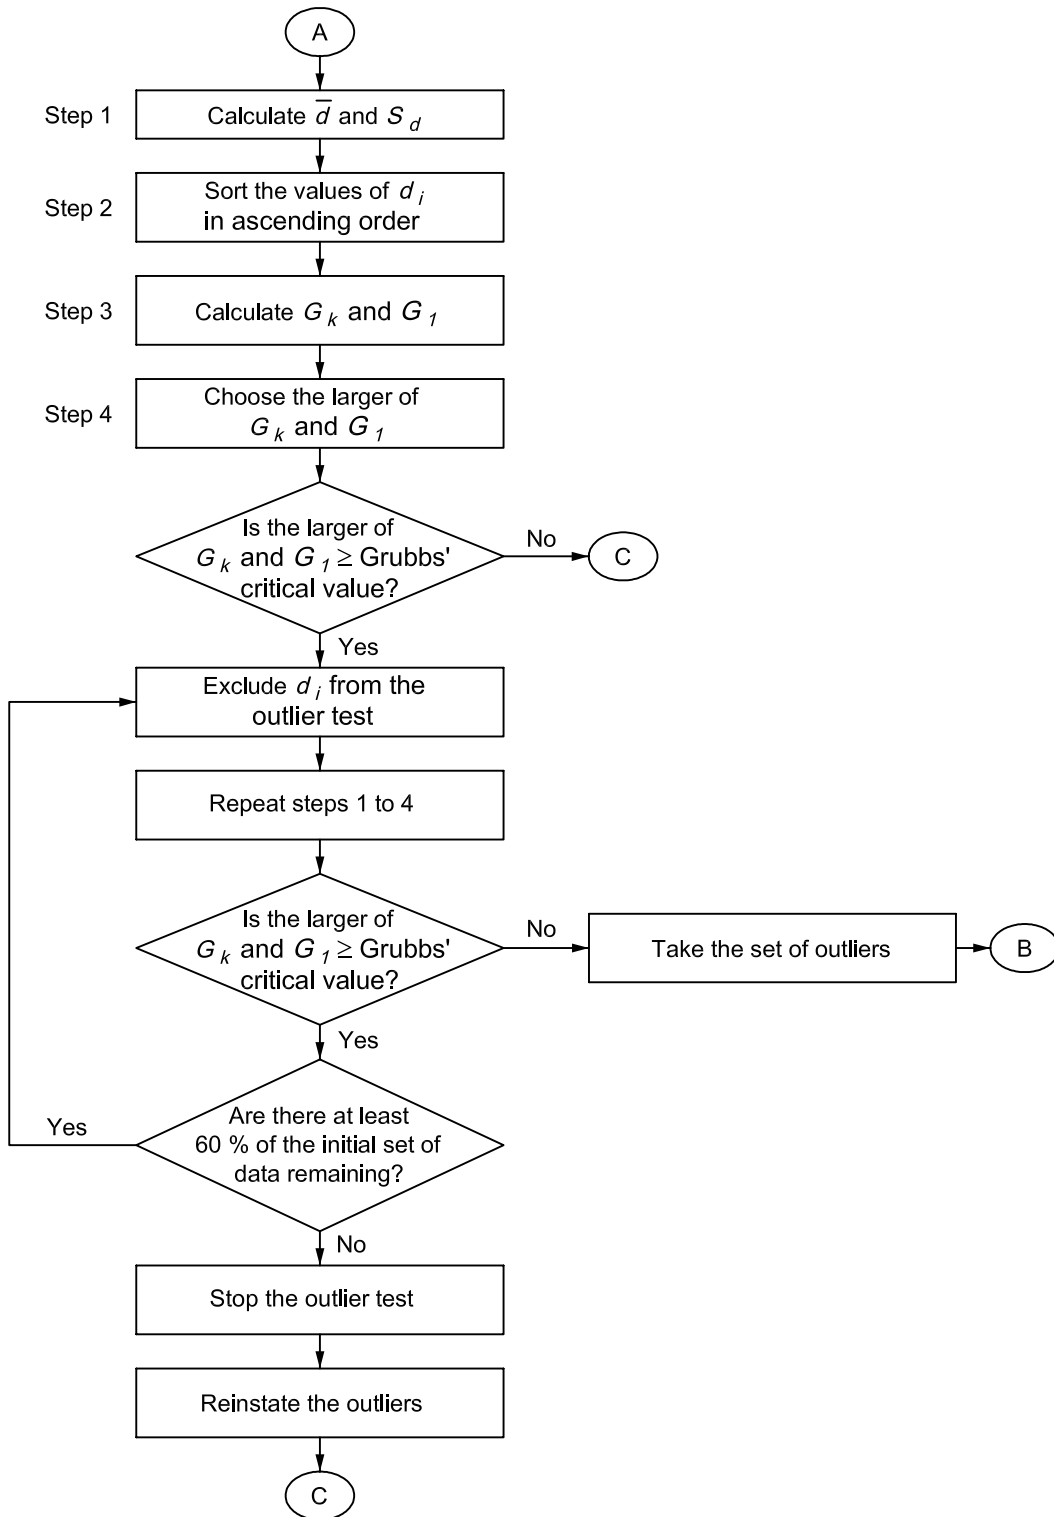 A
Step 1
Calculate d̅ and S d
Step 2
Sort the values of d i
in ascending order
Step 3
Calculate G k and G 1
Step 4
Choose the larger of
G k and G 1
Is the larger of
G k and G 1 ≥ Grubbs'
critical value?
No
C
Yes
Exclude d i from the
outlier test
Repeat steps 1 to 4
Is the larger of
G k and G 1 ≥ Grubbs'
critical value?
No
Take the set of outliers
B
Yes
Are there at least
60 % of the initial set of
data remaining?
Yes
No
Stop the outlier test
Reinstate the outliers
C